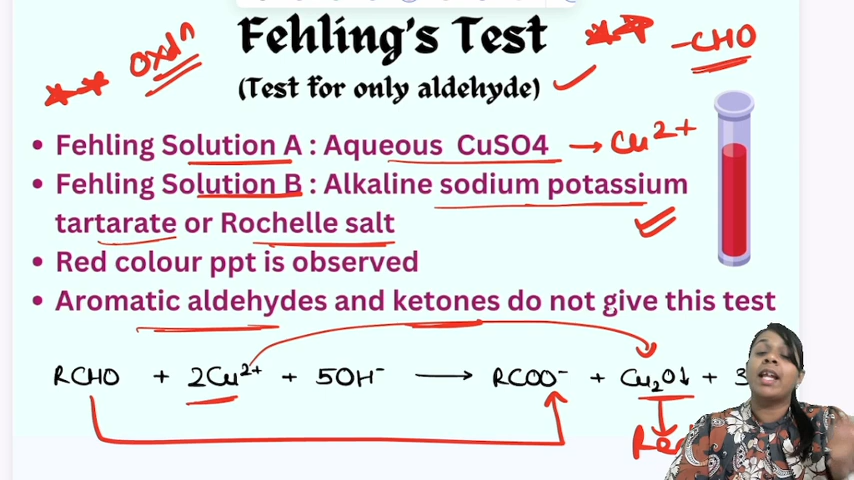 Fehling's Test
Oxdn
-CHO
(Test for only aldehyde)
• Fehling Solution A : Aqueous CuSO4 → Cu2+
• Fehling Solution B : Alkaline sodium potassium
tartarate or Rochelle salt
• Red colour ppt is observed
• Aromatic aldehydes and ketones do not give this test
RCHO + 2Cu2+ + 5OH- → RCOO- + Cu2O↓ + 3